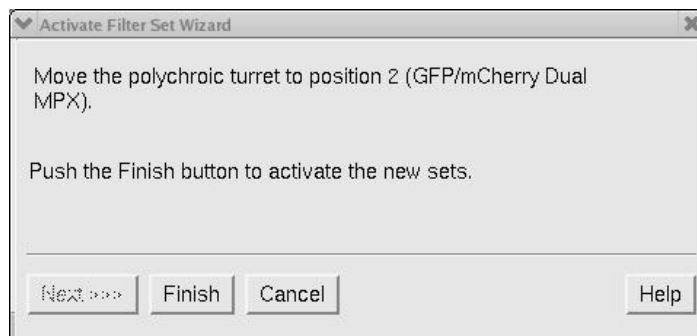 Activate Filter Set Wizard
Move the polychroic turret to position 2 (GFP/mCherry Dual
MPX).
Push the Finish button to activate the new sets.
Next >>> Finish Cancel Help